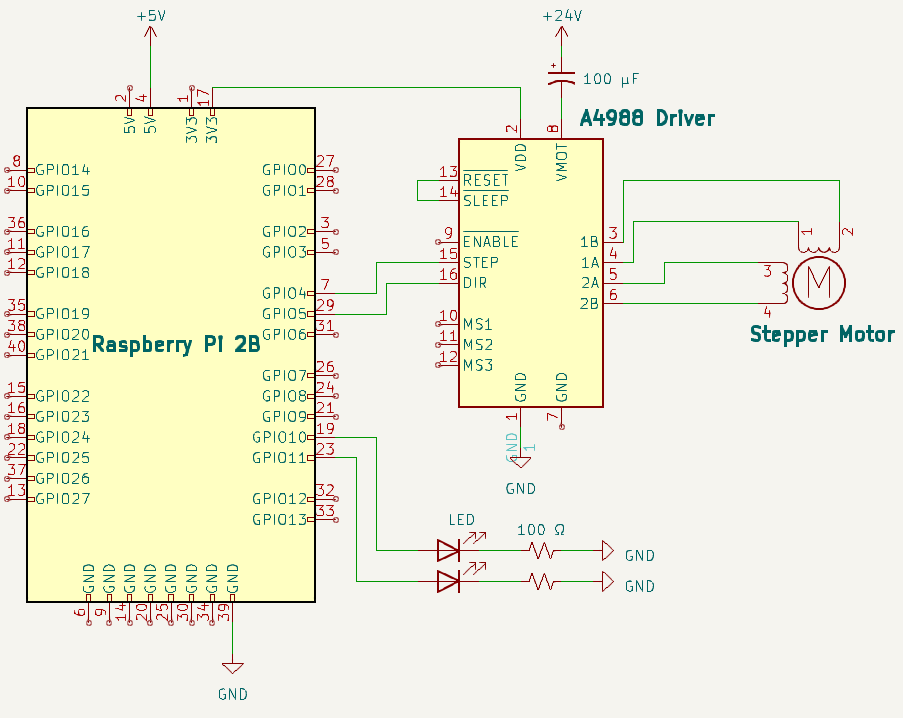 +5V
+24V
100 µF
A4988 Driver
2
4
1
17
5V
5V
3V3
3V3
2
8
VDD
VMOT
8 GPIO14
10 GPIO15
36 GPIO16
11 GPIO17
12 GPIO18
35 GPIO19
38 GPIO20
40 GPIO21
15 GPIO22
16 GPIO23
18 GPIO24
22 GPIO25
37 GPIO26
13 GPIO27
Raspberry Pi 2B
GPIO0 27
GPIO1 28
GPIO2 3
GPIO3 5
GPIO4 7
GPIO5 29
GPIO6 31
GPIO7 26
GPIO8 24
GPIO9 21
GPIO10 19
GPIO11 23
GPIO12 32
GPIO13 33
13 RESET
14 SLEEP
9 ENABLE
15 STEP
16 DIR
10 MS1
11 MS2
12 MS3
1B 3
1A 4
2A 5
2B 6
GND
GND
1
7
GND
1
GND
1
2
3
4
M
Stepper Motor
LED
100 Ω
GND
GND
GND
GND
GND
GND
GND
GND
GND
GND
6
9
14
20
25
30
34
39
GND